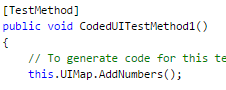 [TestMethod]
public void CodedUITestMethod1()
{
// To generate code for this te
this.UIMap.AddNumbers();